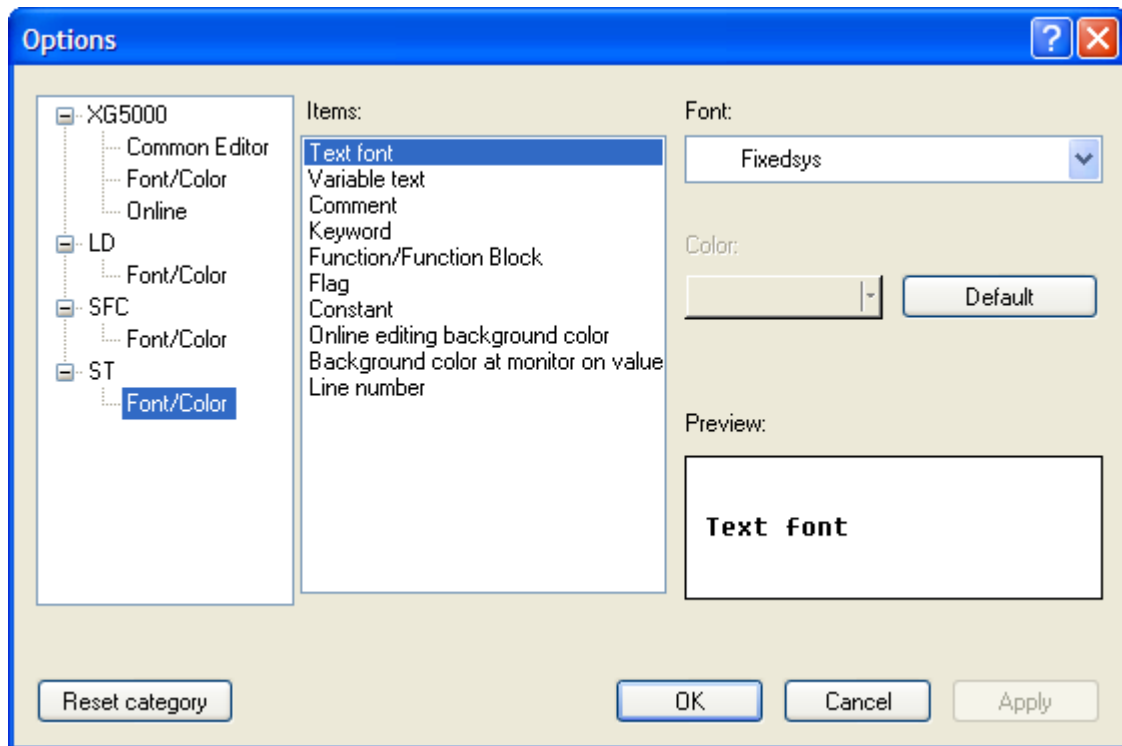 Options
XG5000
Common Editor
Font/Color
Online
LD
Font/Color
SFC
Font/Color
ST
Font/Color
Items:
Text font
Variable text
Comment
Keyword
Function/Function Block
Flag
Constant
Online editing background color
Background color at monitor on value
Line number
Font:
Fixedsys
Color:
Default
Preview:
Text font
Reset category
OK
Cancel
Apply